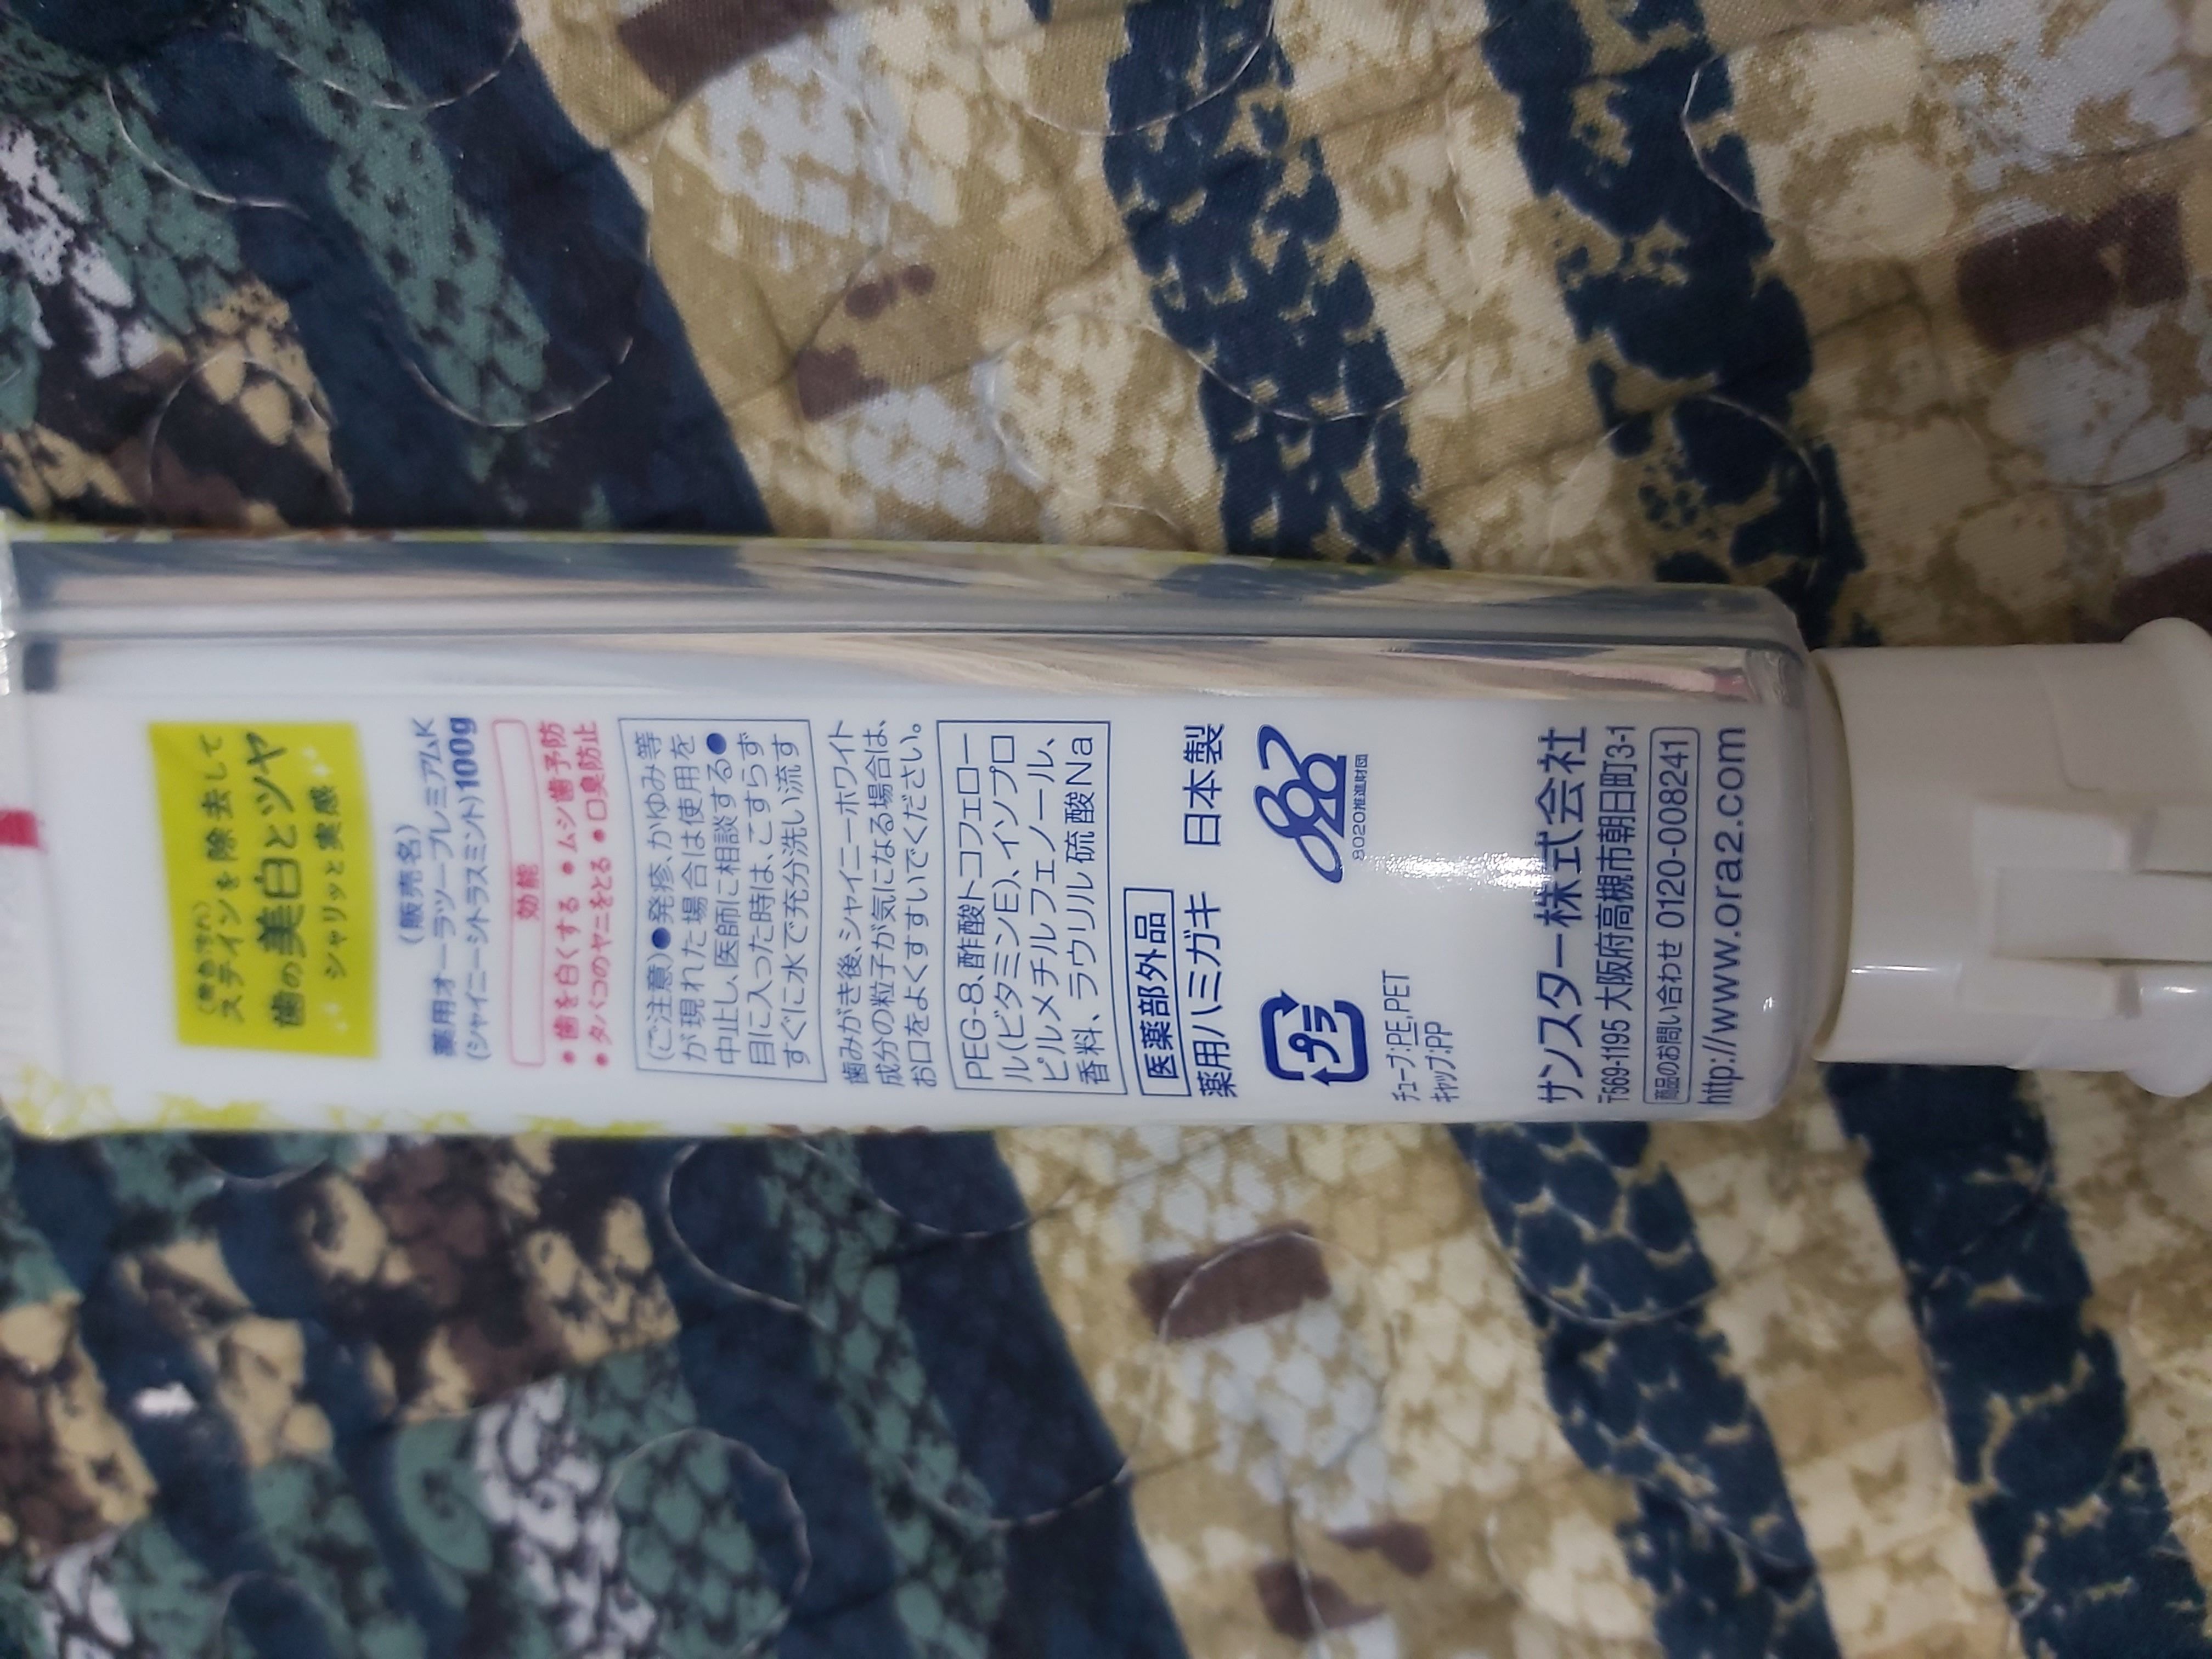 (着色汚れ)
ステインを除去して
歯の美白とツヤ
シャリッと実感
(販売名)
薬用オーラツープレミアムK
(シャイニーシトラスミント)100g
効能
●歯を白くする ●ムシ歯予防
●タバコのヤニをとる ●口臭防止
(ご注意)●発疹、かゆみ等
が現れた場合は使用を
中止し、医師に相談する●
目に入った時は、こすらず
すぐに水で充分洗い流す
歯みがき後、シャイニーホワイト
成分の粒子が気になる場合は、
お口をよくすすいでください。
PEG-8、酢酸トコフェロー
ル(ビタミンE)、イソプロ
ピルメチルフェノール、
香料、ラウリル硫酸Na
医薬部外品
薬用ハミガキ 日本製
プラ
8020
8020推進財団
チューブ:PE,PET
キャップ:PP
サンスター株式会社
〒569-1195 大阪府高槻市朝日町3-1
商品のお問い合わせ 0120-008241
http://www.ora2.com